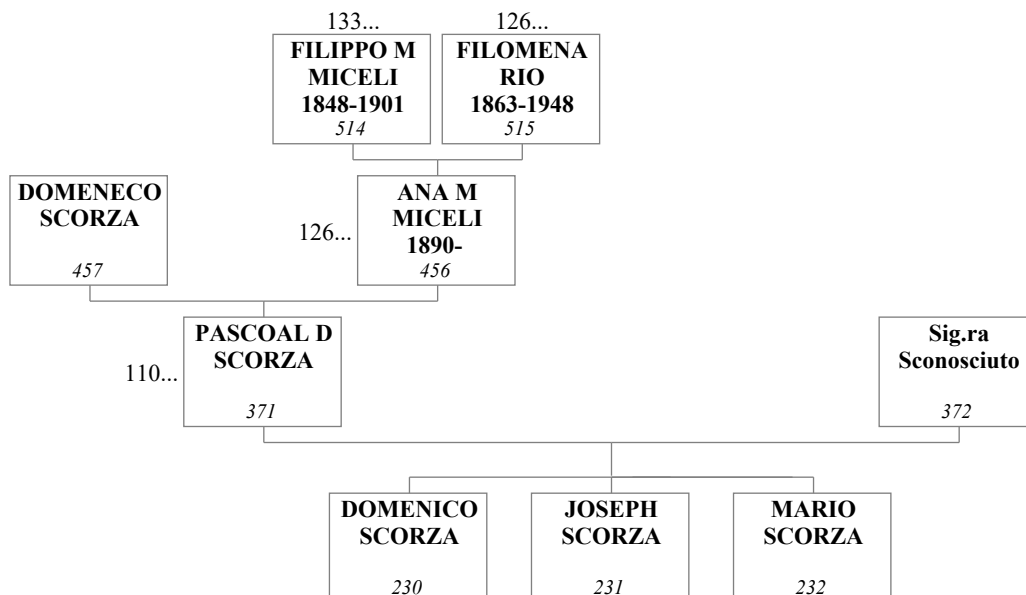 133...
126...
FILIPPO M
MICELI
1848-1901
514
FILOMENA
RIO
1863-1948
515
DOMENECO
SCORZA
457
126...
ANA M
MICELI
1890-
456
110...
PASCOAL D
SCORZA
371
Sig.ra
Sconosciuto
372
DOMENICO
SCORZA
230
JOSEPH
SCORZA
231
MARIO
SCORZA
232